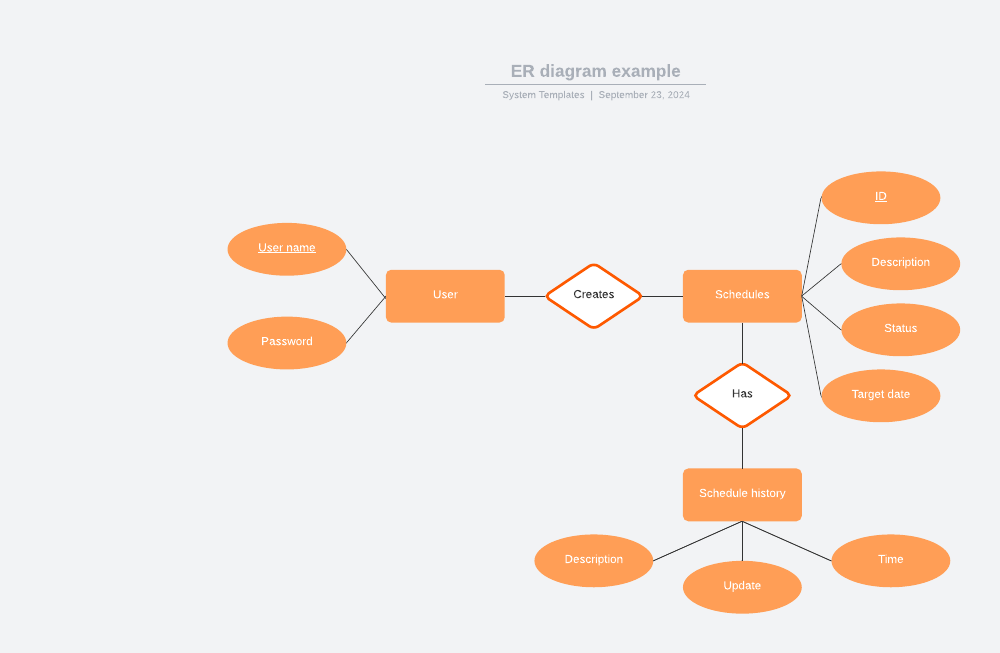 ER diagram example
System Templates | September 23, 2024
ID
User name
Description
User
Creates
Schedules
Status
Password
Has
Target date
Schedule history
Description
Update
Time